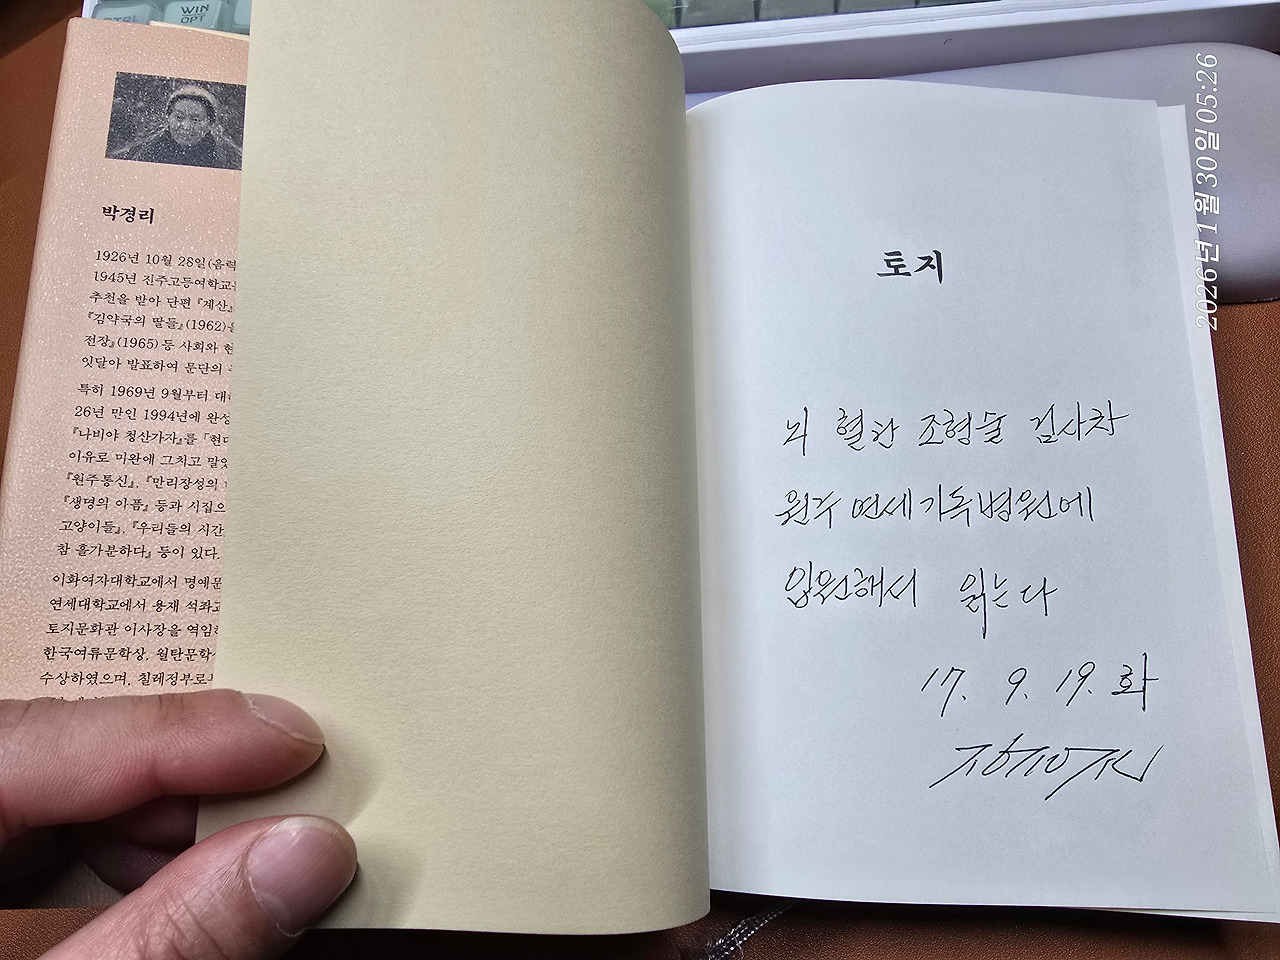 WIN
OPT
CTRL
박경리
1926년 10월 28일(음력
1945년 진주고등여학교
추천을 받아 단편 『계산』
『김약국의 딸들』(1962)
전장』(1965) 등 사회와 현
잇달아 발표하여 문단의
특히 1969년 9월부터 대
26년 만인 1994년에 완성
『나비야 청산가자』를 「현대
이유로 미완에 그치고 말았
『원주통신』, 『만리장성의
『생명의 아픔』 등과 시집으
고양이들』, 『우리들의 시간
참 홀가분하다』 등이 있다.
이화여자대학교에서 명예문
연세대학교에서 용재 석좌교
토지문화관 이사장을 역임
한국여류문학상, 월탄문학
수상하였으며, 칠레정부로
토지
뇌 혈관 조형술 검사차
원주 연세기독병원에
입원해서 읽는다
17. 9. 19. 화
2026년 1월 30일 05:26